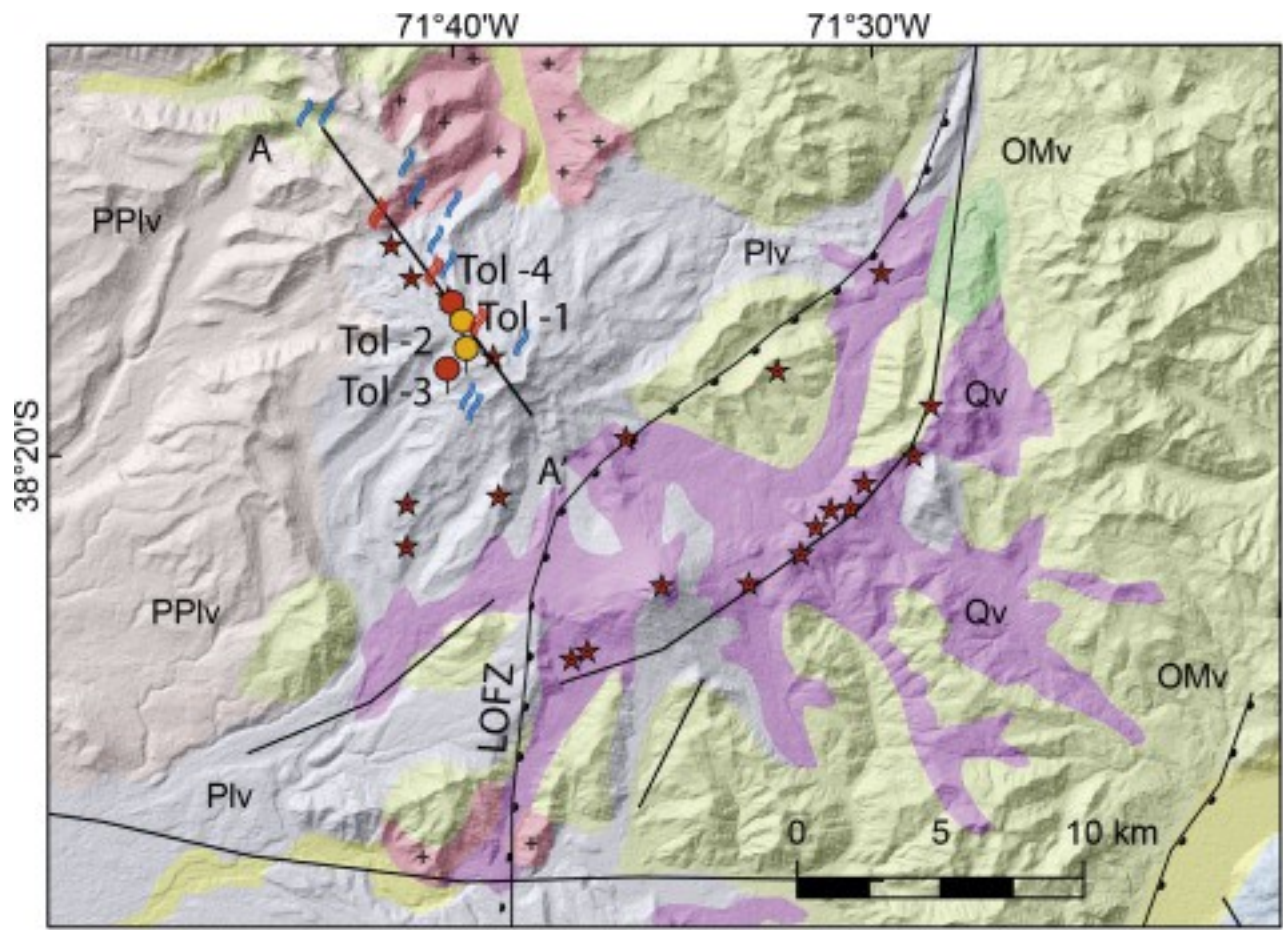 71°40'W
71°30'W
A
OMv
PPlv
Plv
Tol -4
Tol -1
Tol -2
Tol -3
Qv
38°20'S
A'
PPlv
Qv
OMv
LOFZ
Plv
0 5 10 km